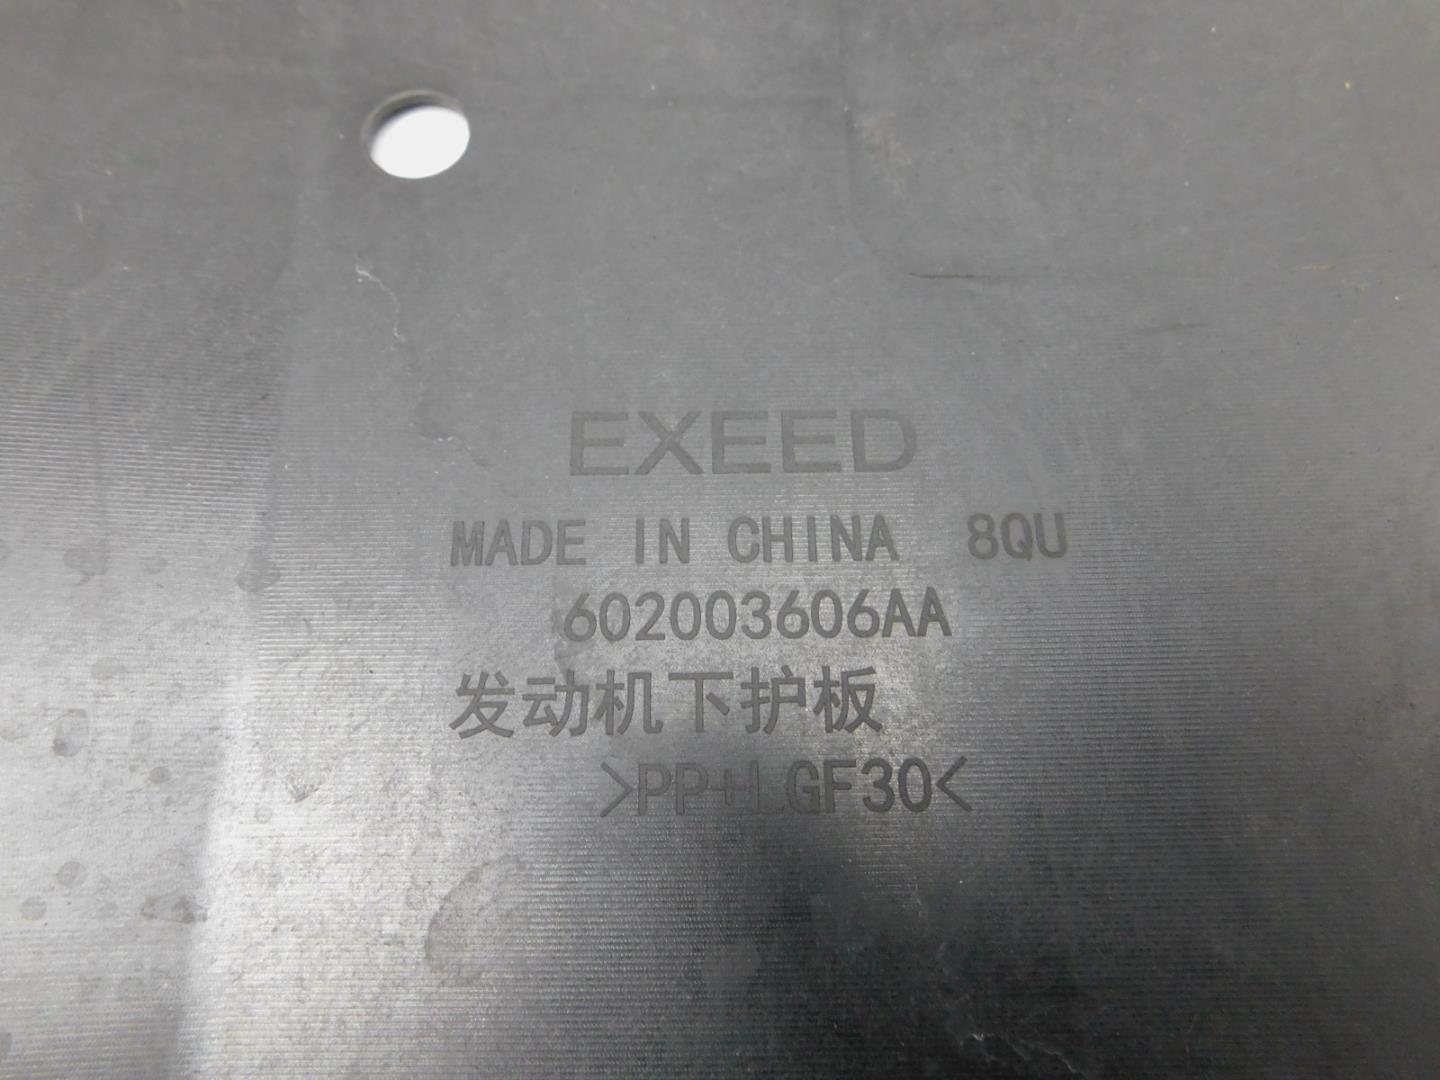 EXEED
MADE IN CHINA 8QU
602003606AA
发动机下护板
>PP+LGF30<